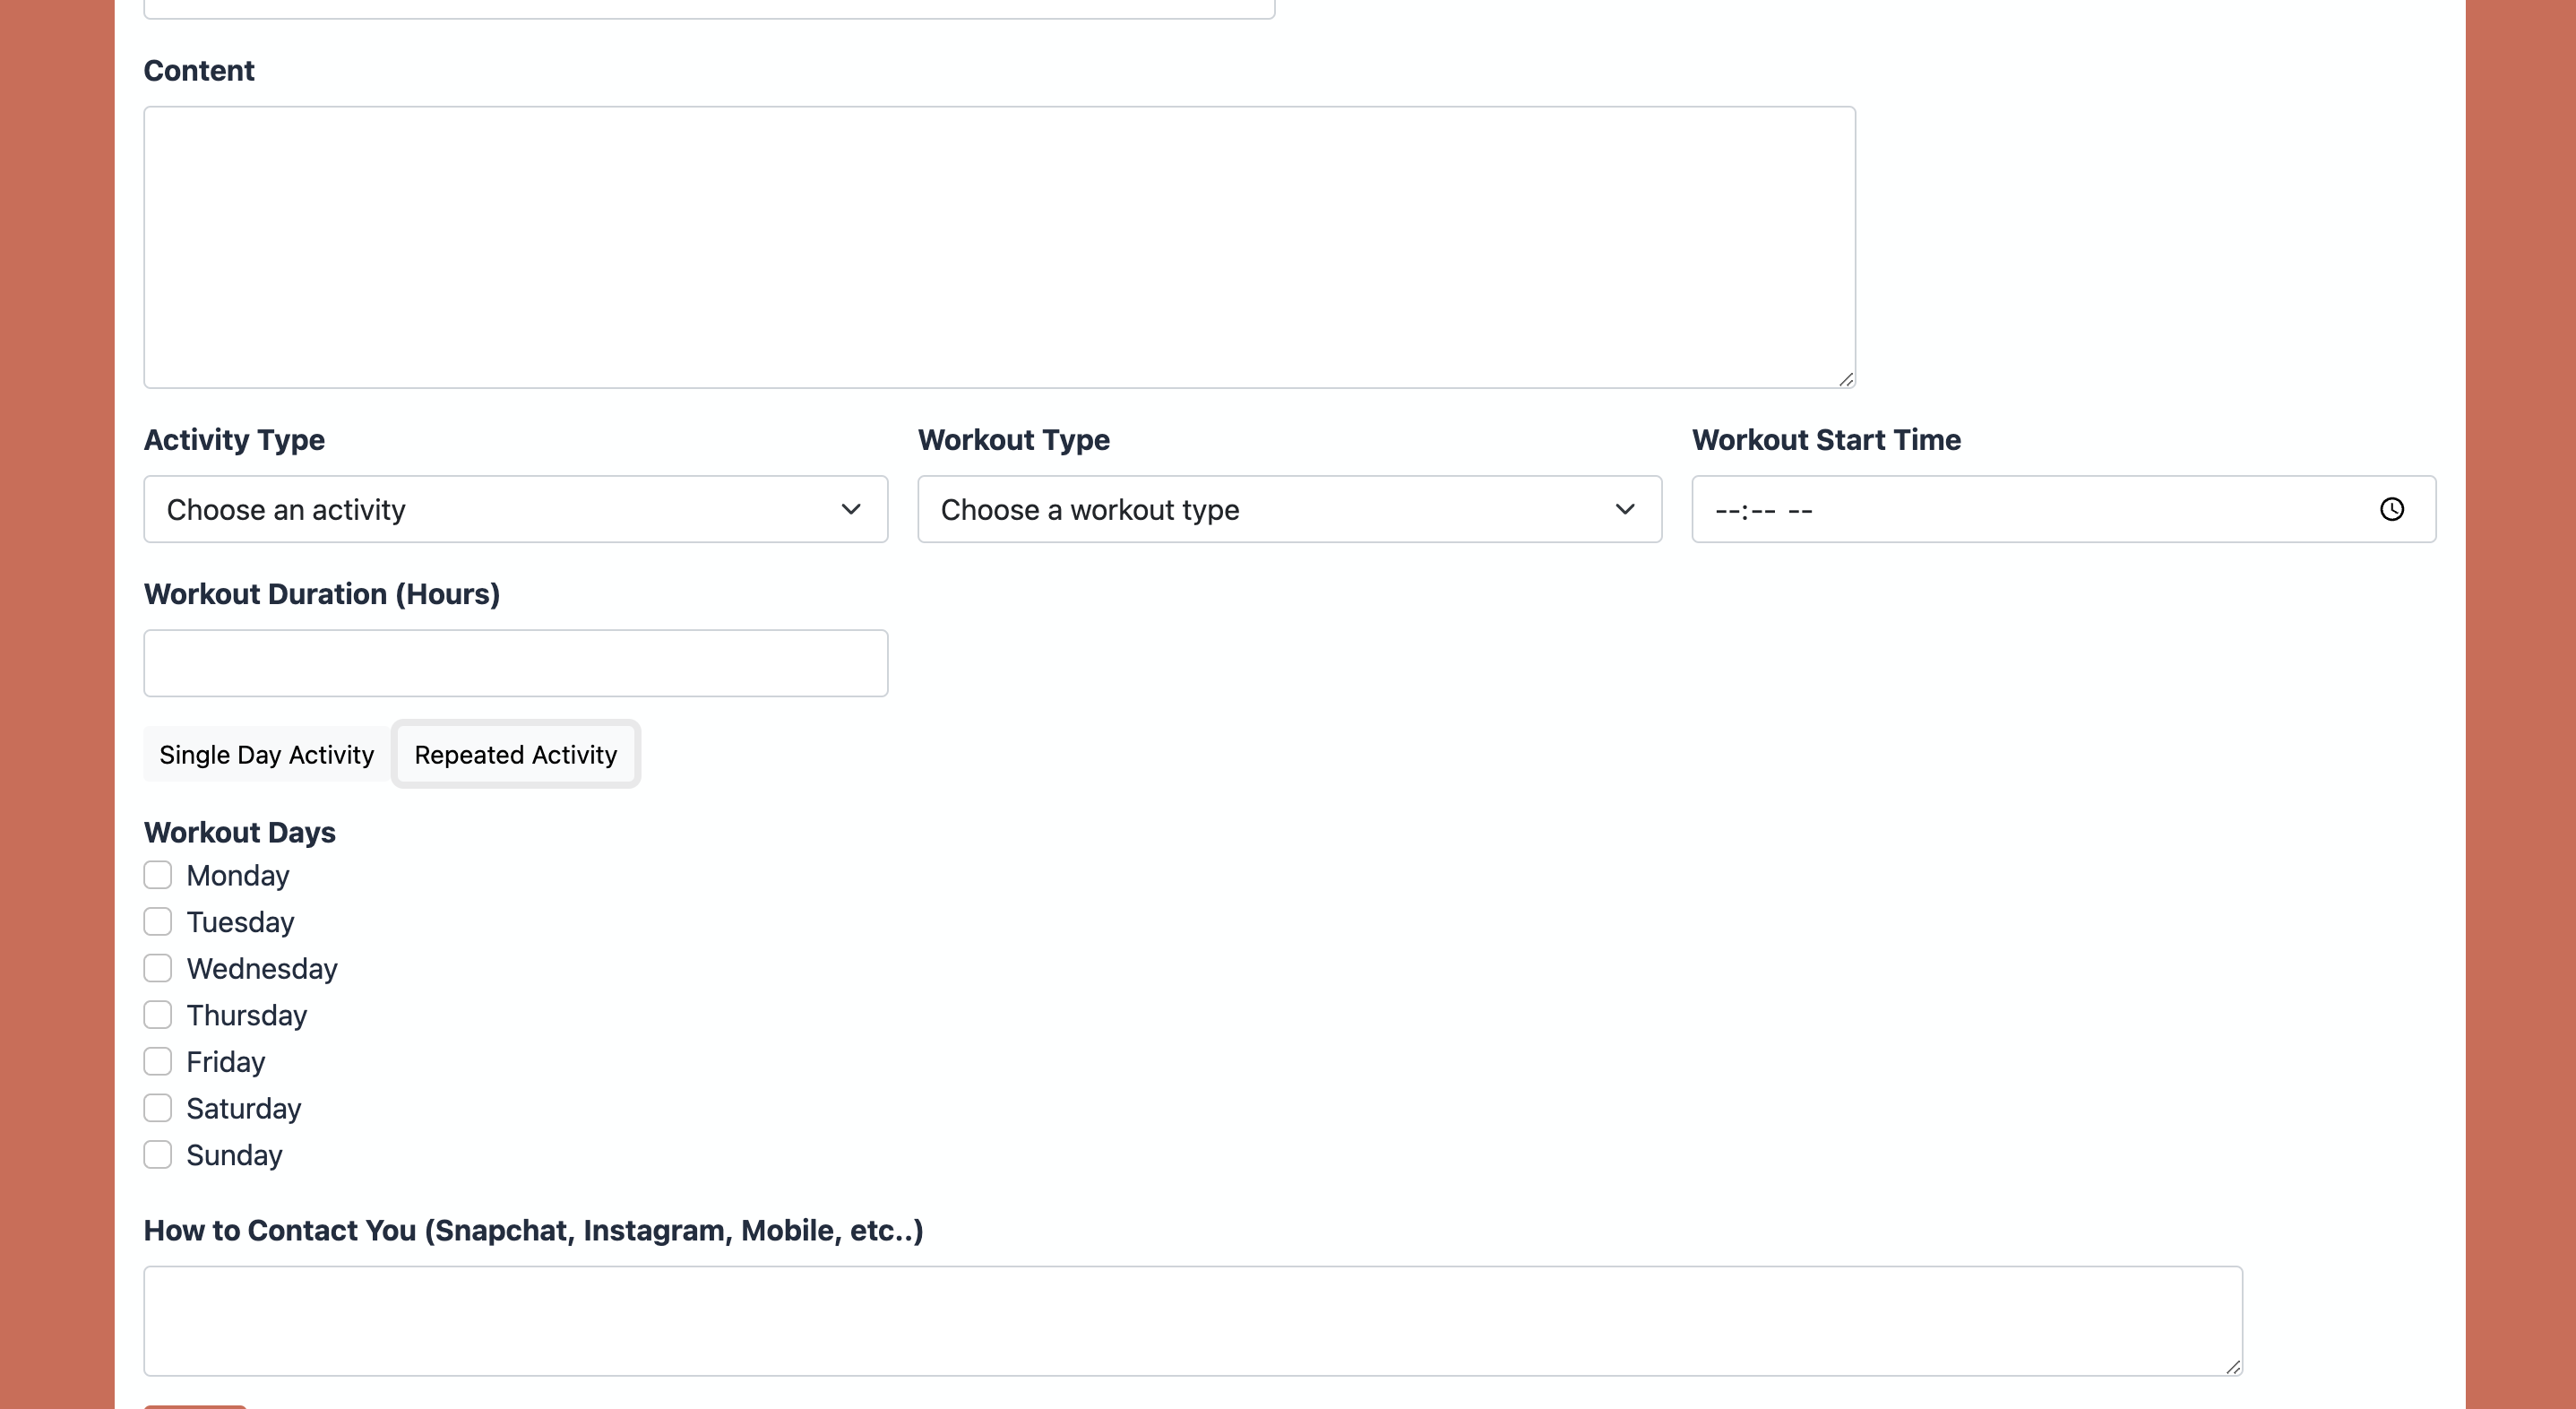 Content
Activity Type Workout Type Workout Start Time
Choose an activity Choose a workout type --:-- --
Workout Duration (Hours)
Single Day Activity Repeated Activity
Workout Days
Monday
Tuesday
Wednesday
Thursday
Friday
Saturday
Sunday
How to Contact You (Snapchat, Instagram, Mobile, etc..)